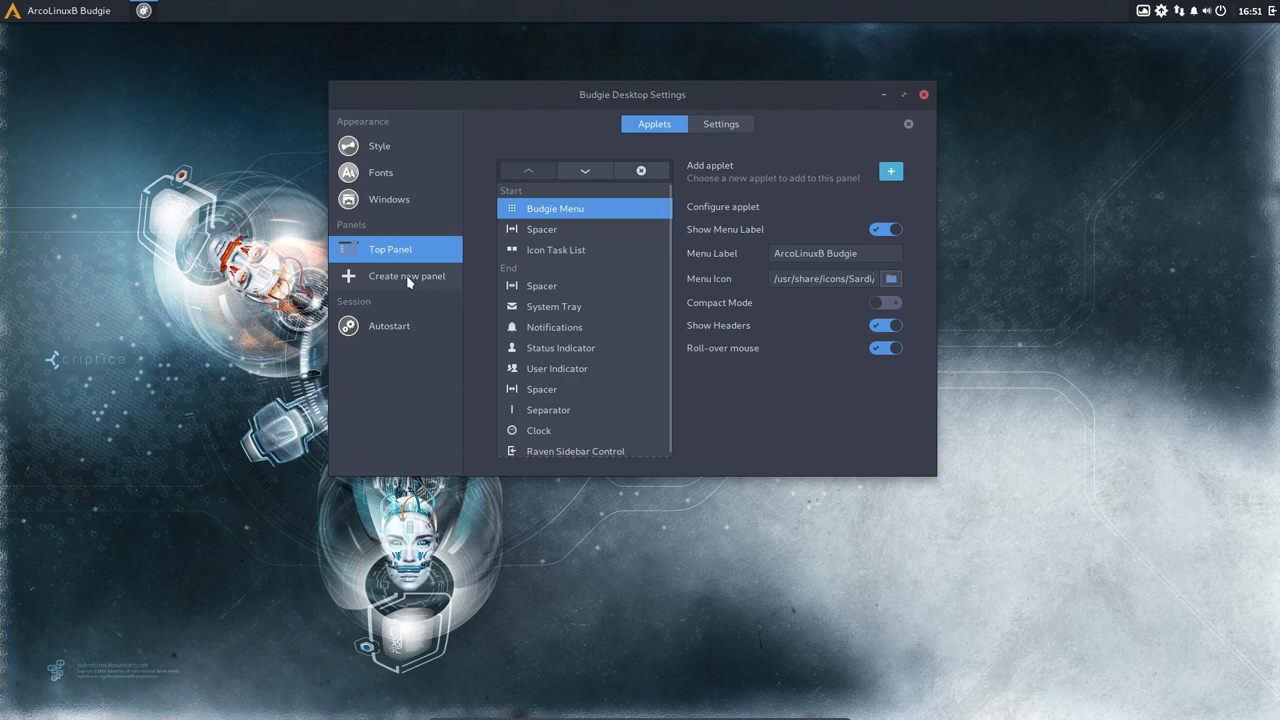 ArcoLinuxB Budgie
16:51
Budgie Desktop Settings
Appearance
Style
Fonts
Windows
Panels
Top Panel
Create new panel
Session
Autostart
Applets
Settings
Start
Budgie Menu
Spacer
Icon Task List
End
Spacer
System Tray
Notifications
Status Indicator
User Indicator
Spacer
Separator
Clock
Raven Sidebar Control
Add applet
Choose a new applet to add to this panel
Configure applet
Show Menu Label
Menu Label
ArcoLinuxB Budgie
Menu Icon
/usr/share/icons/Sardi/
Compact Mode
Show Headers
Roll-over mouse
criptica